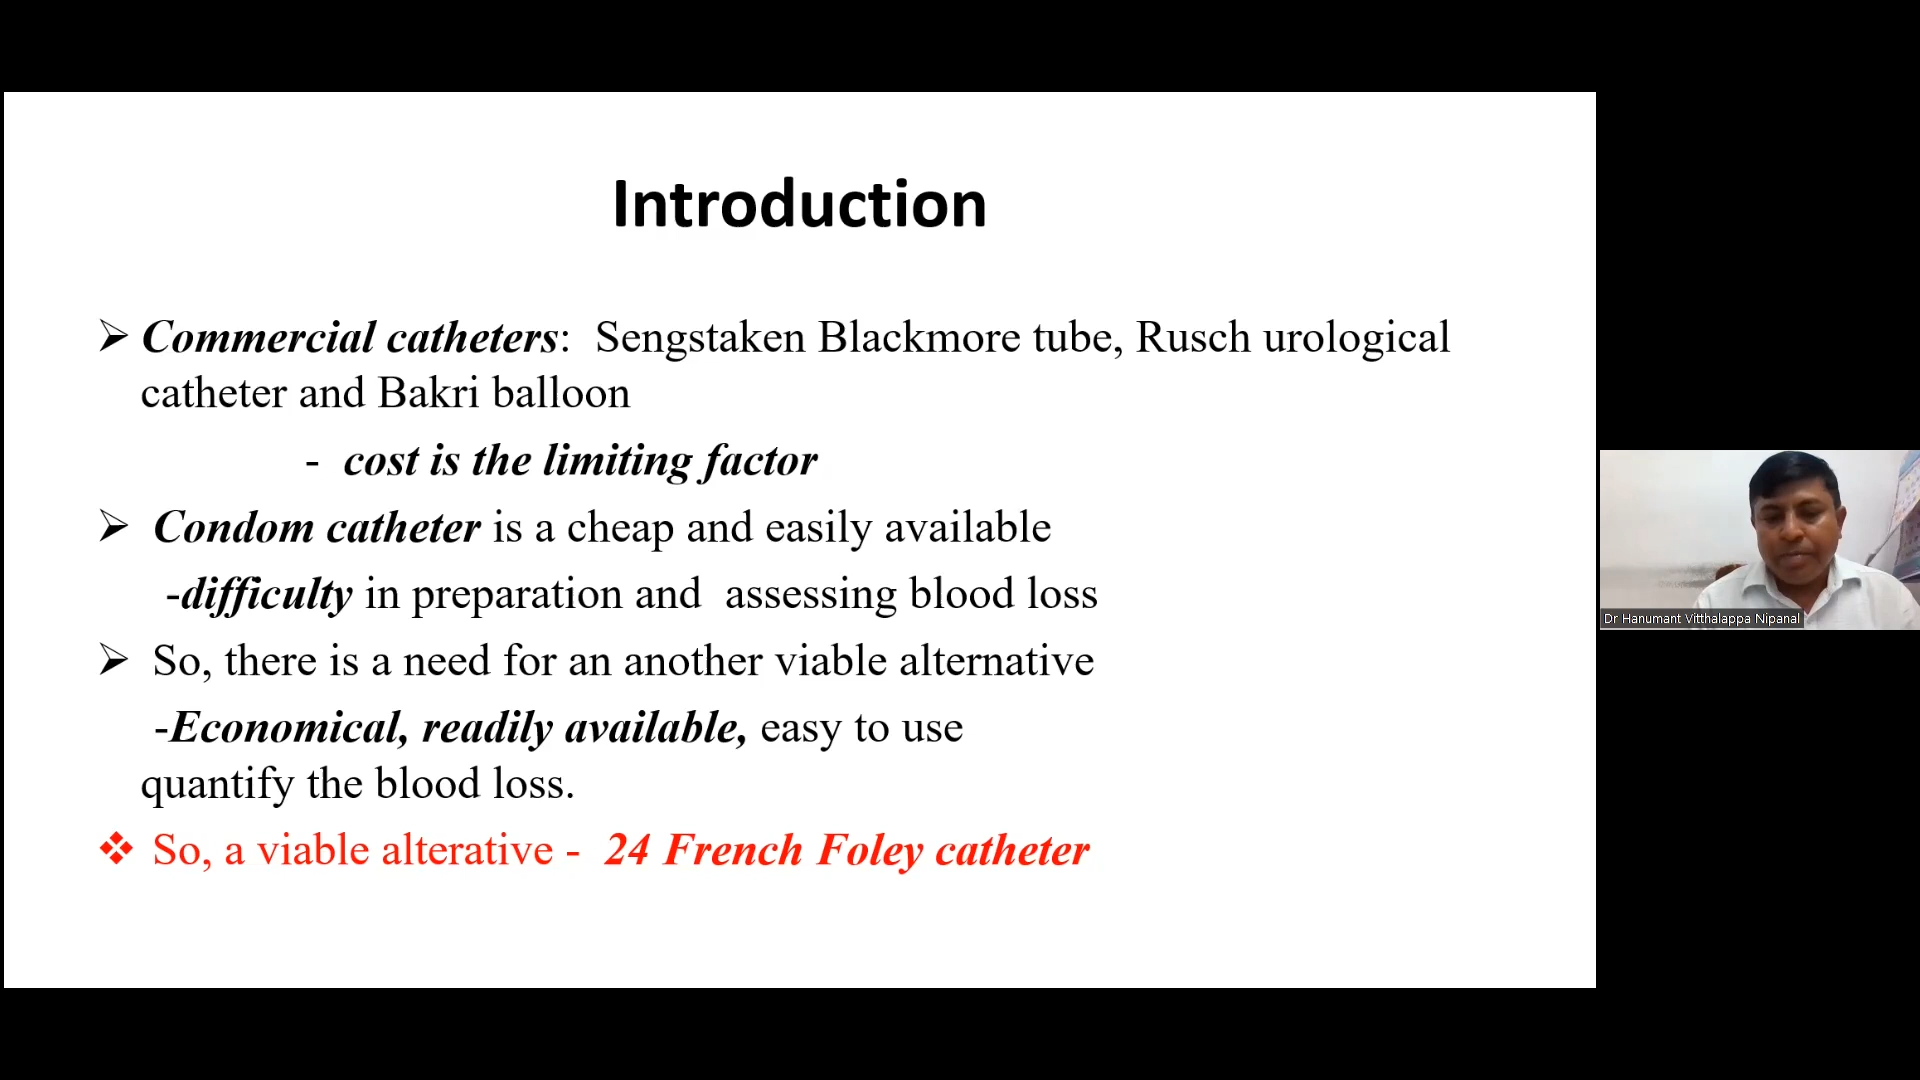 Introduction
➢ Commercial catheters: Sengstaken Blackmore tube, Rusch urological
catheter and Bakri balloon
- cost is the limiting factor
➢ Condom catheter is a cheap and easily available
-difficulty in preparation and assessing blood loss
➢ So, there is a need for an another viable alternative
-Economical, readily available, easy to use
quantify the blood loss.
❖ So, a viable alterative - 24 French Foley catheter
Dr Hanumant Vitthalappa Nipanal